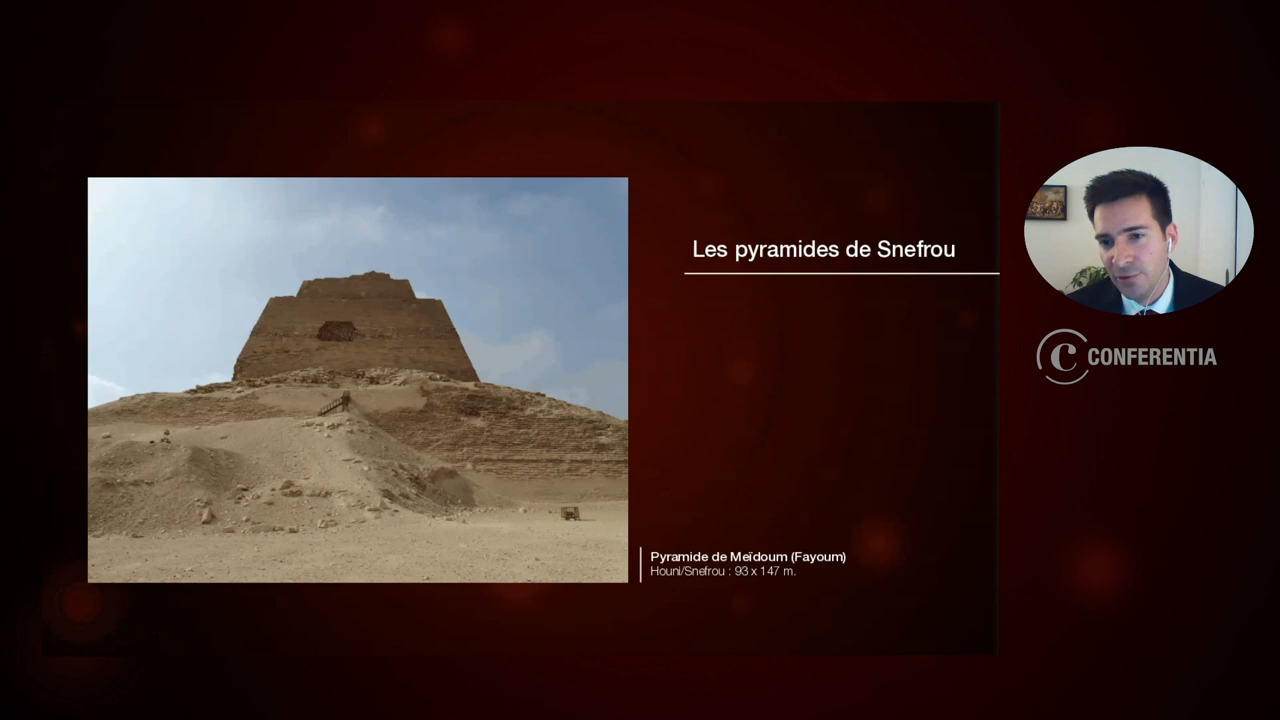 Les pyramides de Snefrou
CONFERENTIA
Pyramide de Meïdoum (Fayoum)
Houni/Snefrou : 93 x 147 m.